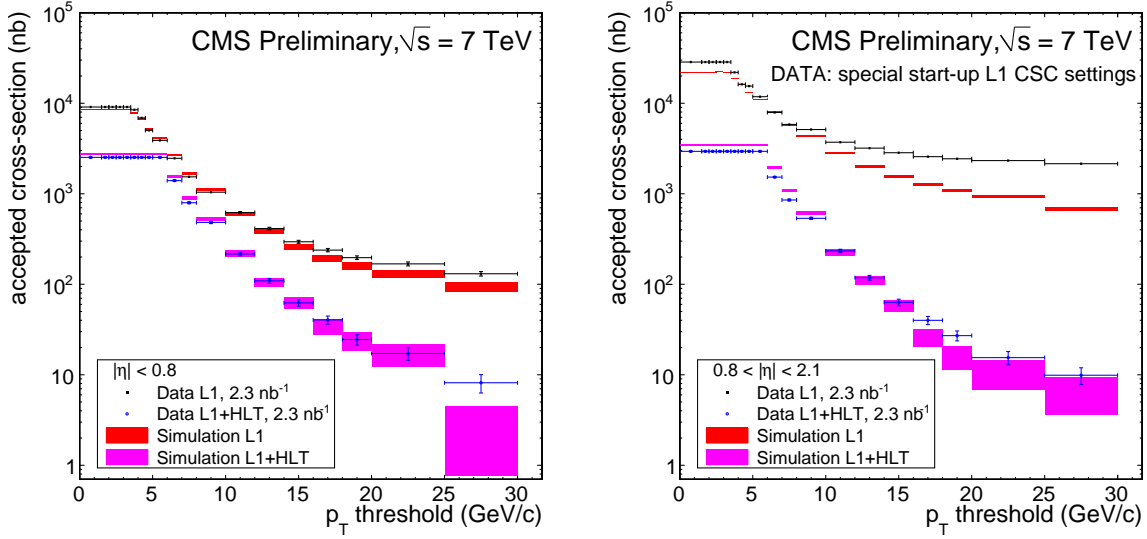 accepted cross-section (nb)
10^5
10^4
10^3
10^2
10
1
CMS Preliminary, √s = 7 TeV
|η| < 0.8
Data L1, 2.3 nb^-1
Data L1+HLT, 2.3 nb^-1
Simulation L1
Simulation L1+HLT
0 5 10 15 20 25 30
p_T threshold (GeV/c)
accepted cross-section (nb)
10^5
10^4
10^3
10^2
10
1
CMS Preliminary, √s = 7 TeV
DATA: special start-up L1 CSC settings
0.8 < |η| < 2.1
Data L1, 2.3 nb^-1
Data L1+HLT, 2.3 nb^-1
Simulation L1
Simulation L1+HLT
0 5 10 15 20 25 30
p_T threshold (GeV/c)